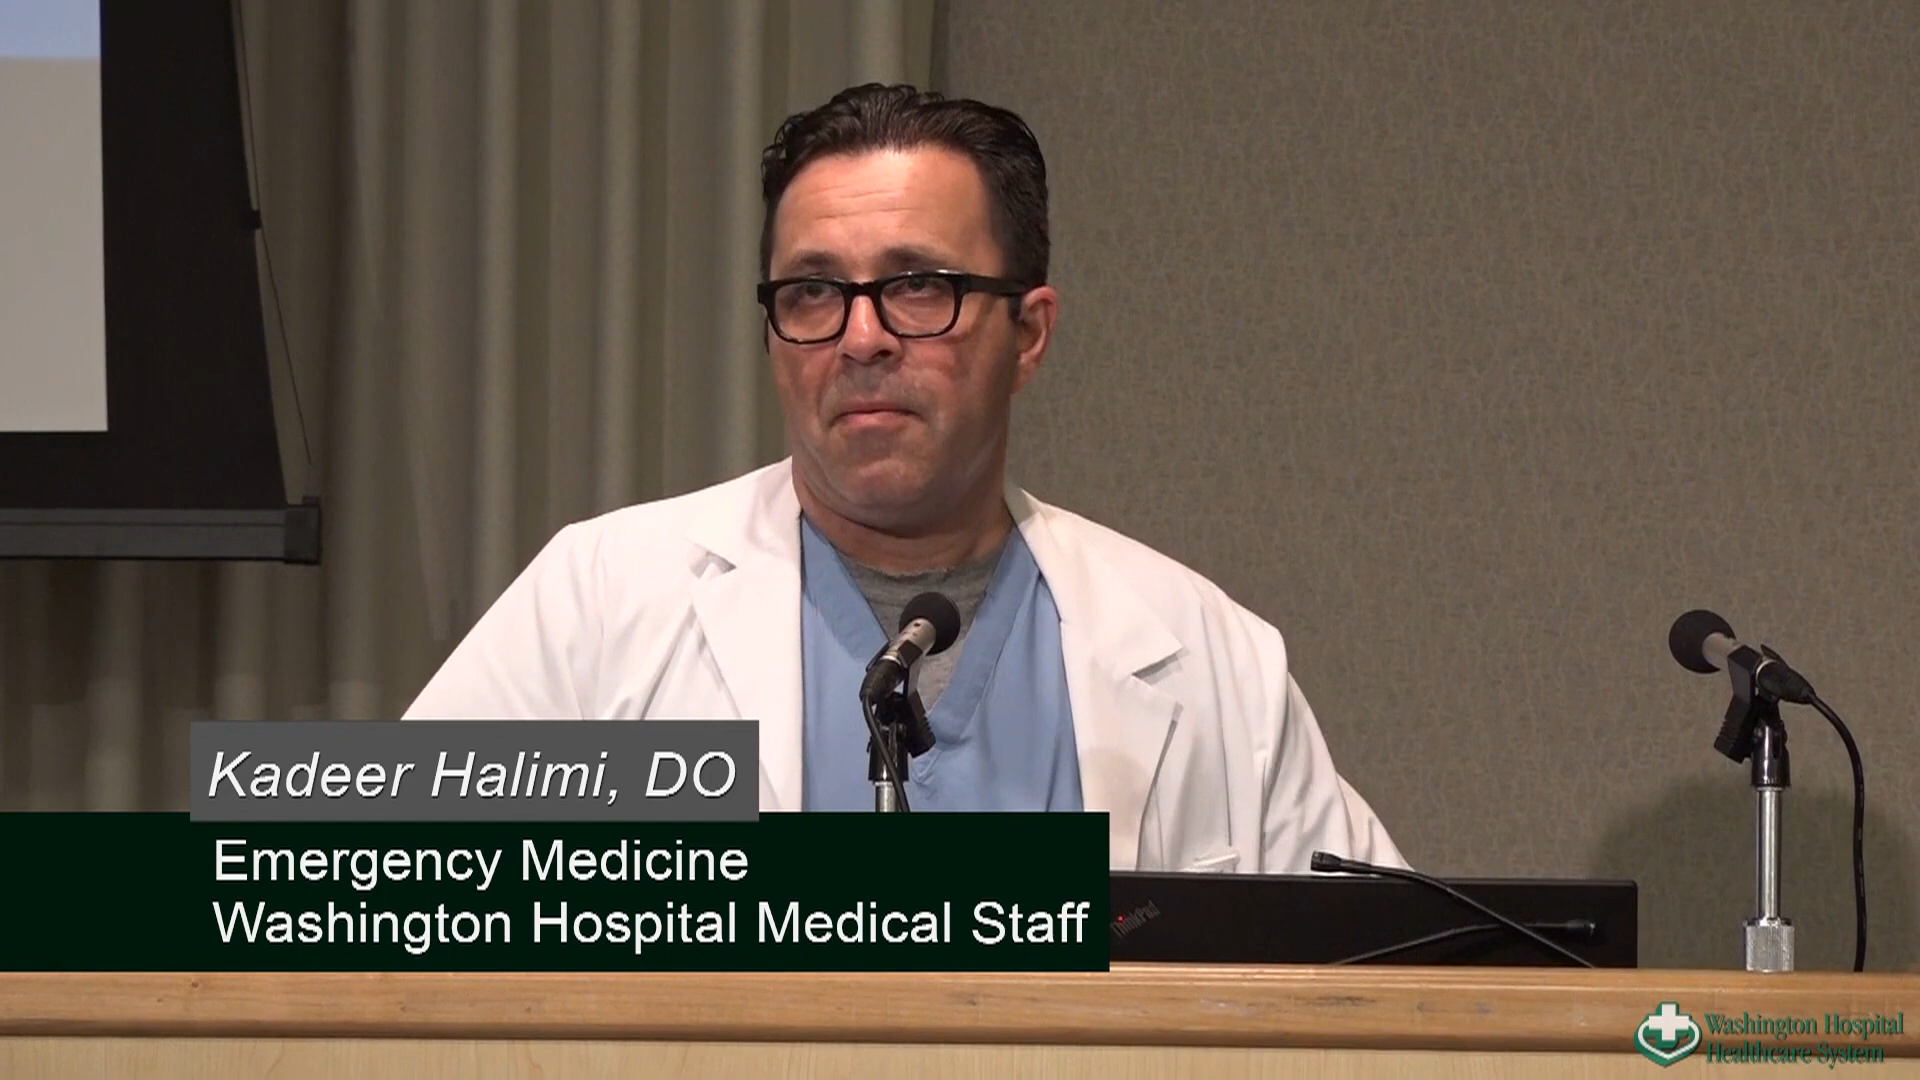 Kadeer Halimi, DO
Emergency Medicine
Washington Hospital Medical Staff
ThinkPad
Washington Hospital
Healthcare System